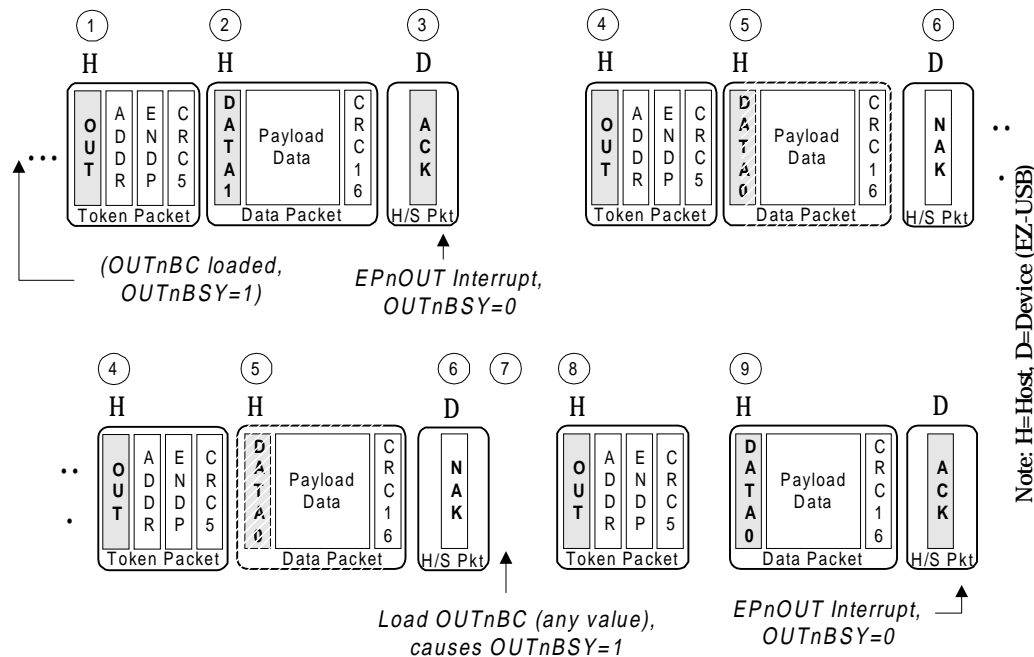 1 2 3 4 5 6
H H D H H D
OUT ADDR ENDP CRC5 DATA1 Payload Data CRC16 ACK OUT ADDR ENDP CRC5 DATA0 Payload Data CRC16 NAK
Token Packet Data Packet H/S Pkt Token Packet Data Packet H/S Pkt
(OUTnBC loaded,
OUTnBSY=1)
EPnOUT Interrupt,
OUTnBSY=0
4 5 6 7 8 9
H H D H H D
OUT ADDR ENDP CRC5 DATA0 Payload Data CRC16 NAK OUT ADDR ENDP CRC5 DATA0 Payload Data CRC16 ACK
Token Packet Data Packet H/S Pkt Token Packet Data Packet H/S Pkt
Load OUTnBC (any value),
causes OUTnBSY=1
EPnOUT Interrupt,
OUTnBSY=0
Note: H=Host, D=Device (EZ-USB)